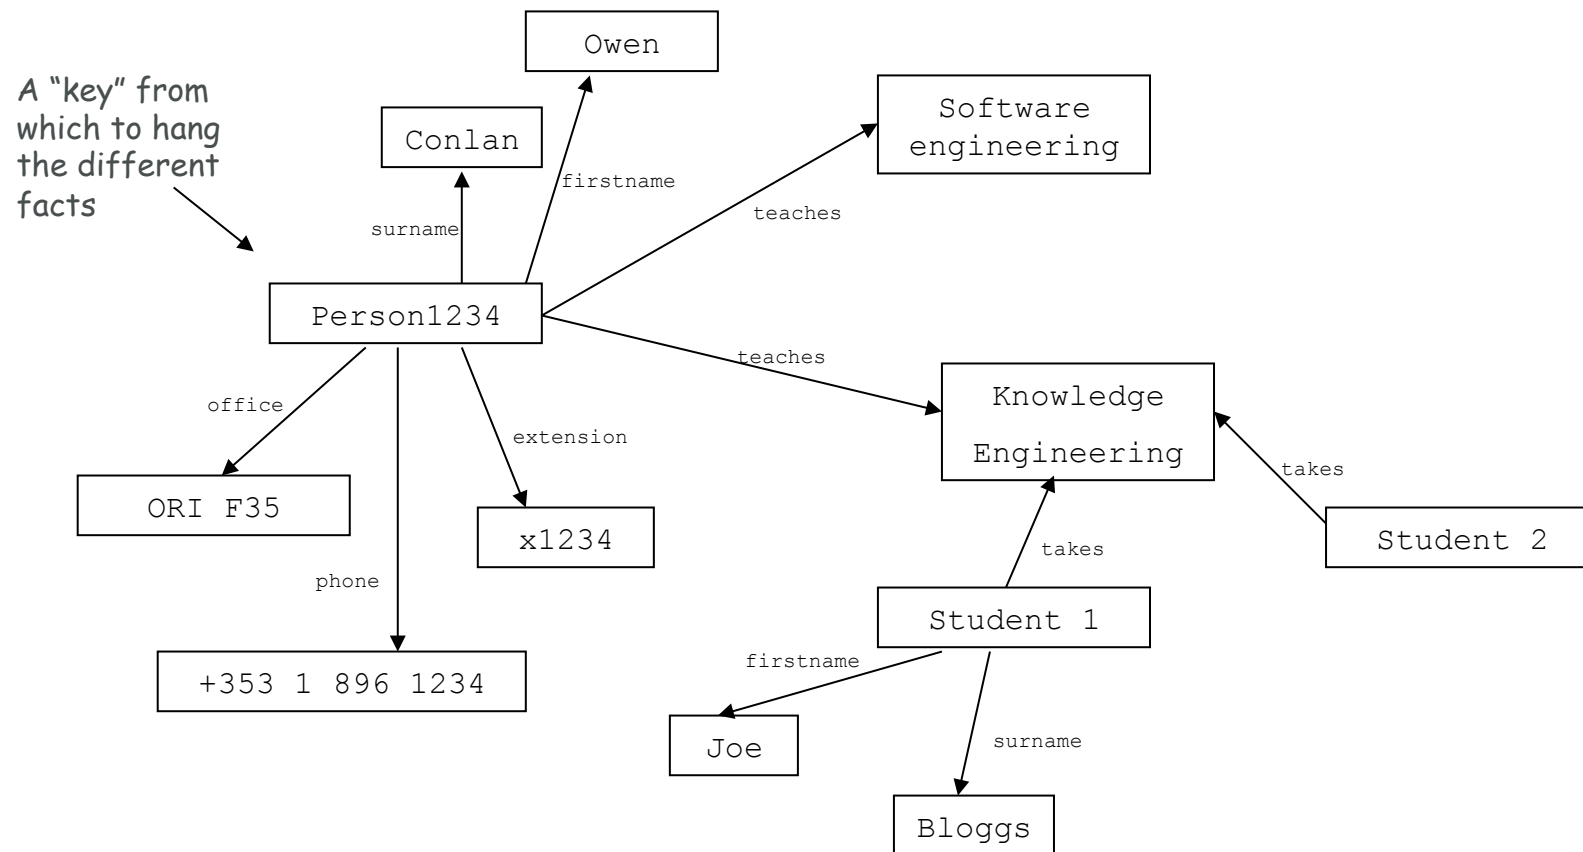 Owen
A “key” from
which to hang
the different
facts
Conlan
Software
engineering
firstname
surname
teaches
Person1234
teaches
office
extension
Knowledge
Engineering
takes
ORI F35
x1234
Student 2
takes
phone
Student 1
+353 1 896 1234
firstname
Joe
surname
Bloggs